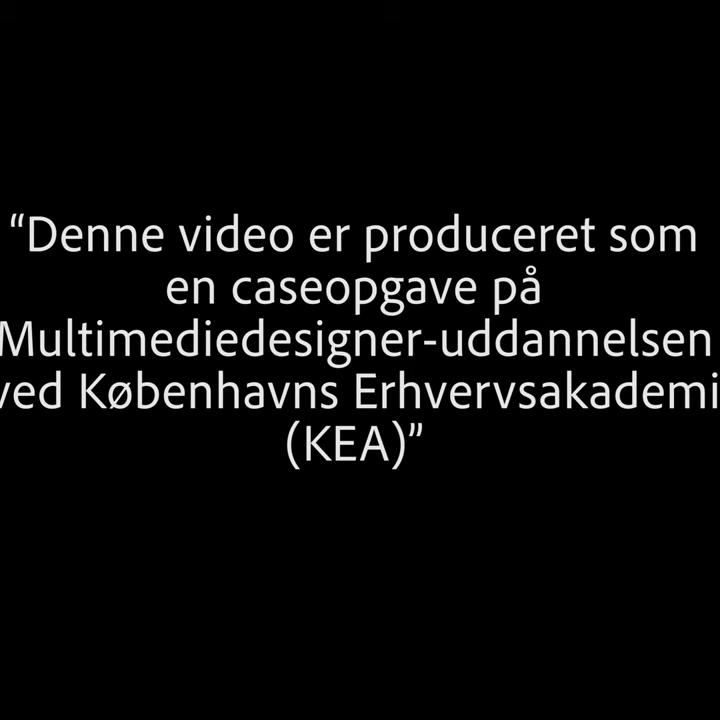 “Denne video er produceret som
en caseopgave på
Multimediedesigner-uddannelsen
ved Københavns Erhvervsakademi
(KEA)”